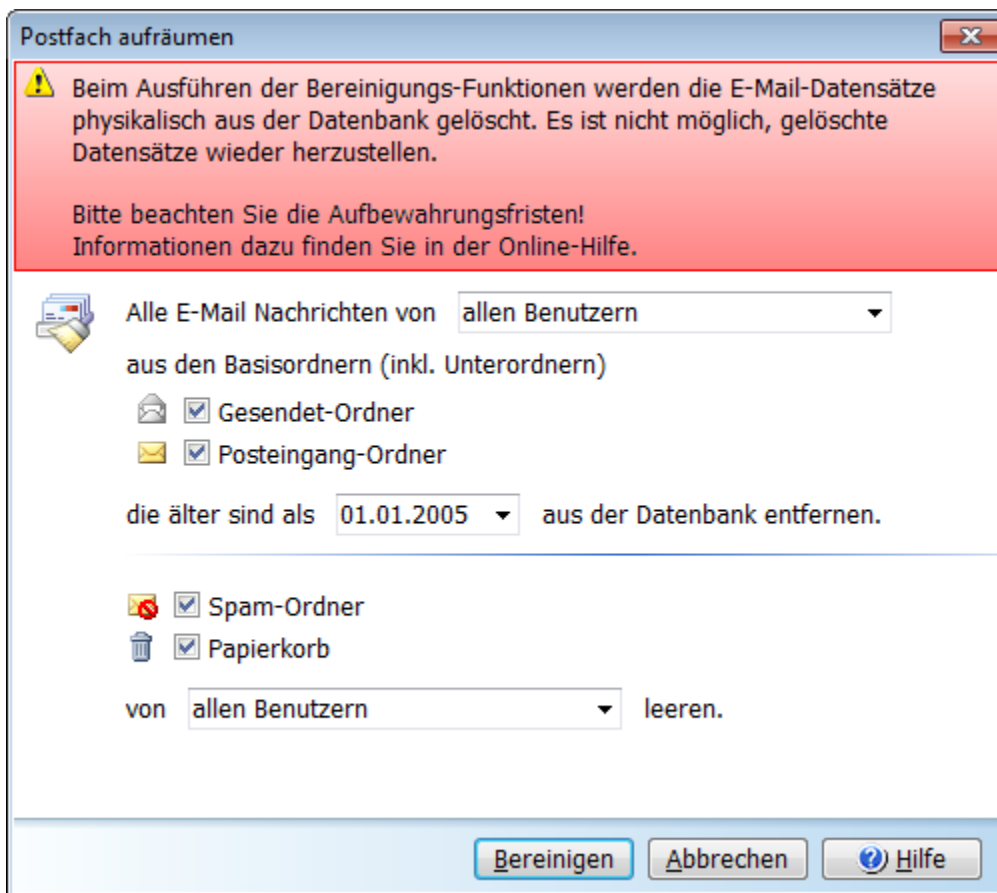 Postfach aufräumen
Beim Ausführen der Bereinigungs-Funktionen werden die E-Mail-Datensätze
physikalisch aus der Datenbank gelöscht. Es ist nicht möglich, gelöschte
Datensätze wieder herzustellen.
Bitte beachten Sie die Aufbewahrungsfristen!
Informationen dazu finden Sie in der Online-Hilfe.
Alle E-Mail Nachrichten von allen Benutzern
aus den Basisordnern (inkl. Unterordnern)
Gesendet-Ordner
Posteingang-Ordner
die älter sind als 01.01.2005 aus der Datenbank entfernen.
Spam-Ordner
Papierkorb
von allen Benutzern leeren.
Bereinigen Abbrechen Hilfe